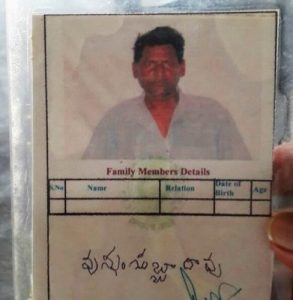 Family Members Details
S.No Name Relation Date of Birth Age
పున్నం సుబ్బా రావు